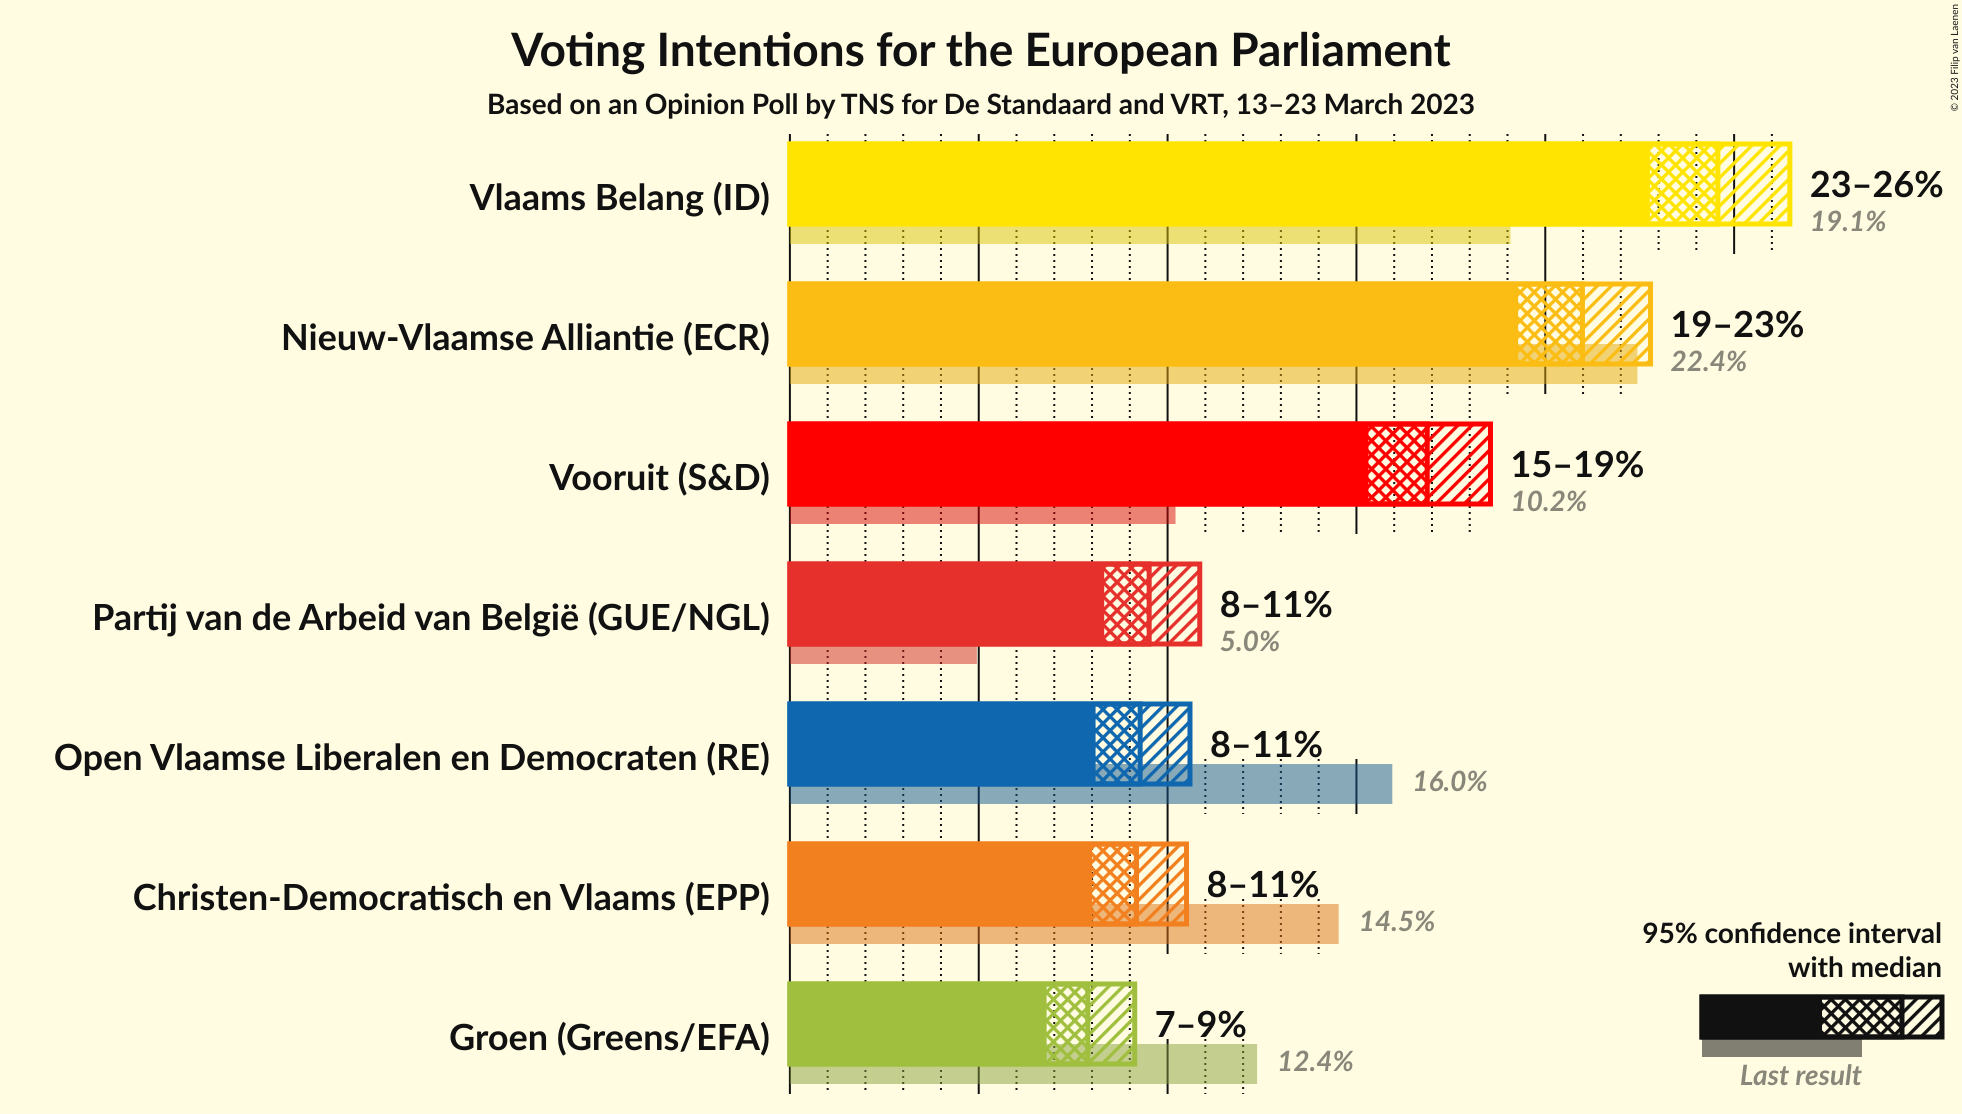 Voting Intentions for the European Parliament
Based on an Opinion Poll by TNS for De Standaard and VRT, 13–23 March 2023
© 2023 Filip van Laenen
Vlaams Belang (ID)
23–26%
19.1%
Nieuw-Vlaamse Alliantie (ECR)
19–23%
22.4%
Vooruit (S&D)
15–19%
10.2%
Partij van de Arbeid van België (GUE/NGL)
8–11%
5.0%
Open Vlaamse Liberalen en Democraten (RE)
8–11%
16.0%
Christen-Democratisch en Vlaams (EPP)
8–11%
14.5%
Groen (Greens/EFA)
7–9%
12.4%
95% confidence interval
with median
Last result